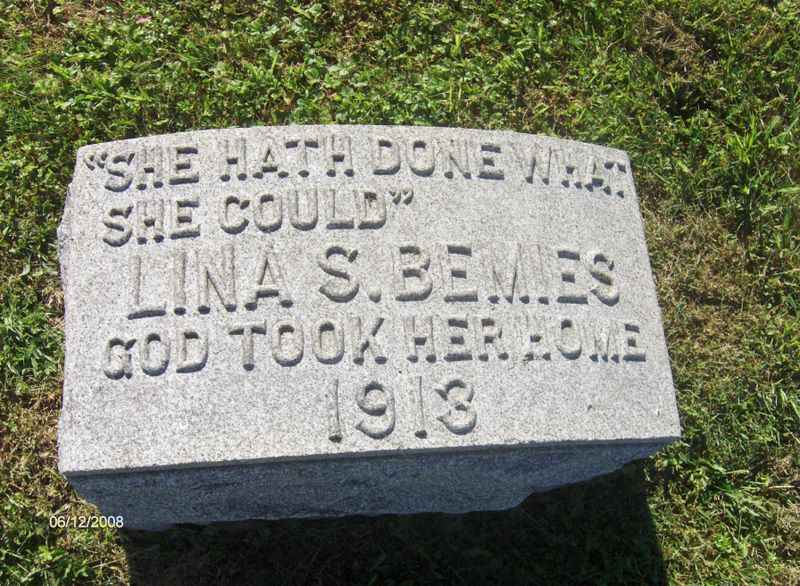 "SHE HATH DONE WHAT
SHE COULD"
LINA S. BEMIES
GOD TOOK HER HOME
1913
06/12/2008